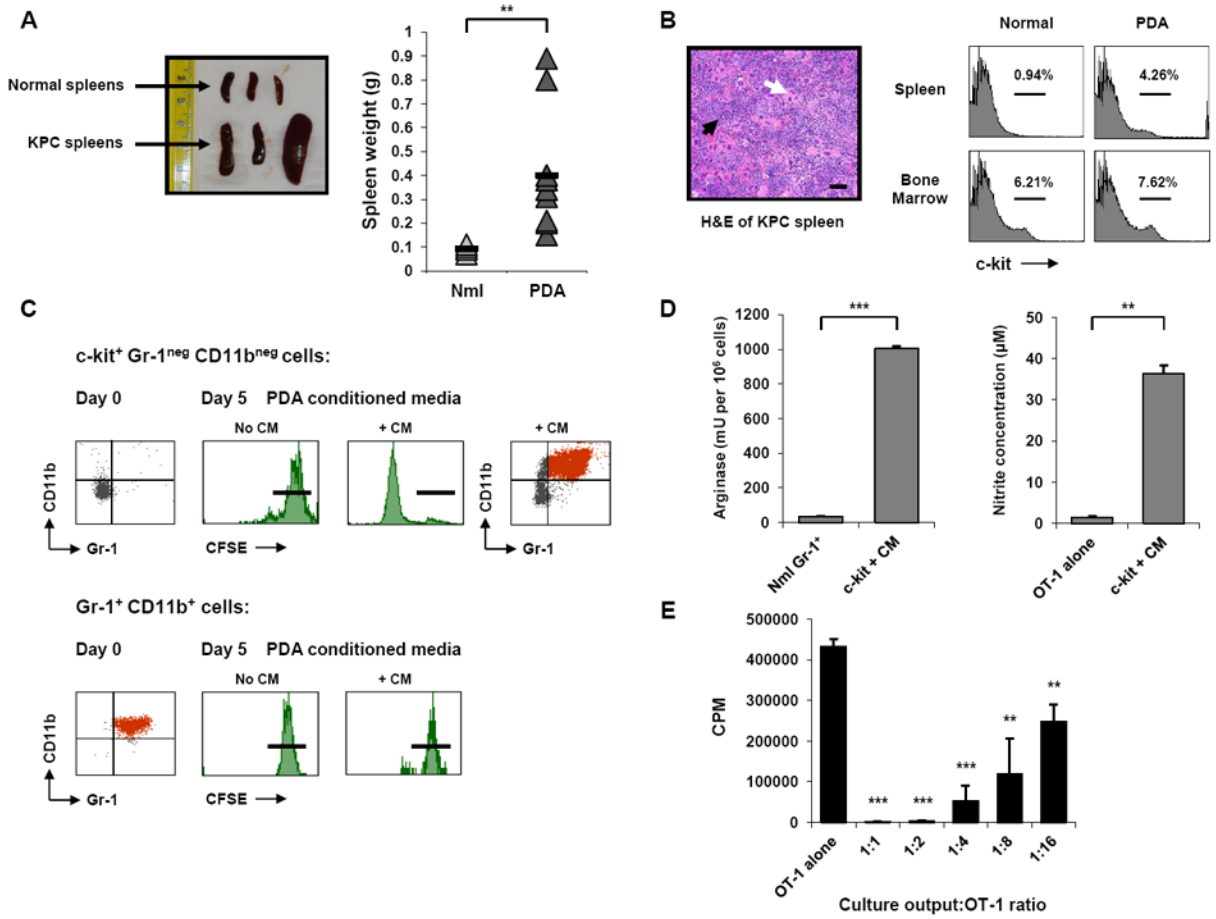 A
Normal spleens
KPC spleens
**
Spleen weight (g)
1
0.9
0.8
0.7
0.6
0.5
0.4
0.3
0.2
0.1
0
Nml
PDA
B
H&E of KPC spleen
Normal
PDA
Spleen
0.94%
4.26%
Bone
Marrow
6.21%
7.62%
c-kit
C
c-kit⁺ Gr-1ⁿᵉᵍ CD11bⁿᵉᵍ cells:
Day 0
Day 5 PDA conditioned media
No CM
+ CM
+ CM
CD11b
Gr-1
CFSE
CD11b
Gr-1
Gr-1⁺ CD11b⁺ cells:
Day 0
Day 5 PDA conditioned media
No CM
+ CM
CD11b
Gr-1
CFSE
D
Arginase (mU per 10⁶ cells)
1200
1000
800
600
400
200
0
***
Nml Gr-1⁺
c-kit + CM
Nitrite concentration (µM)
50
40
30
20
10
0
**
OT-1 alone
c-kit + CM
E
CPM
500000
400000
300000
200000
100000
0
***
***
***
**
**
OT-1 alone
1:1
1:2
1:4
1:8
1:16
Culture output:OT-1 ratio